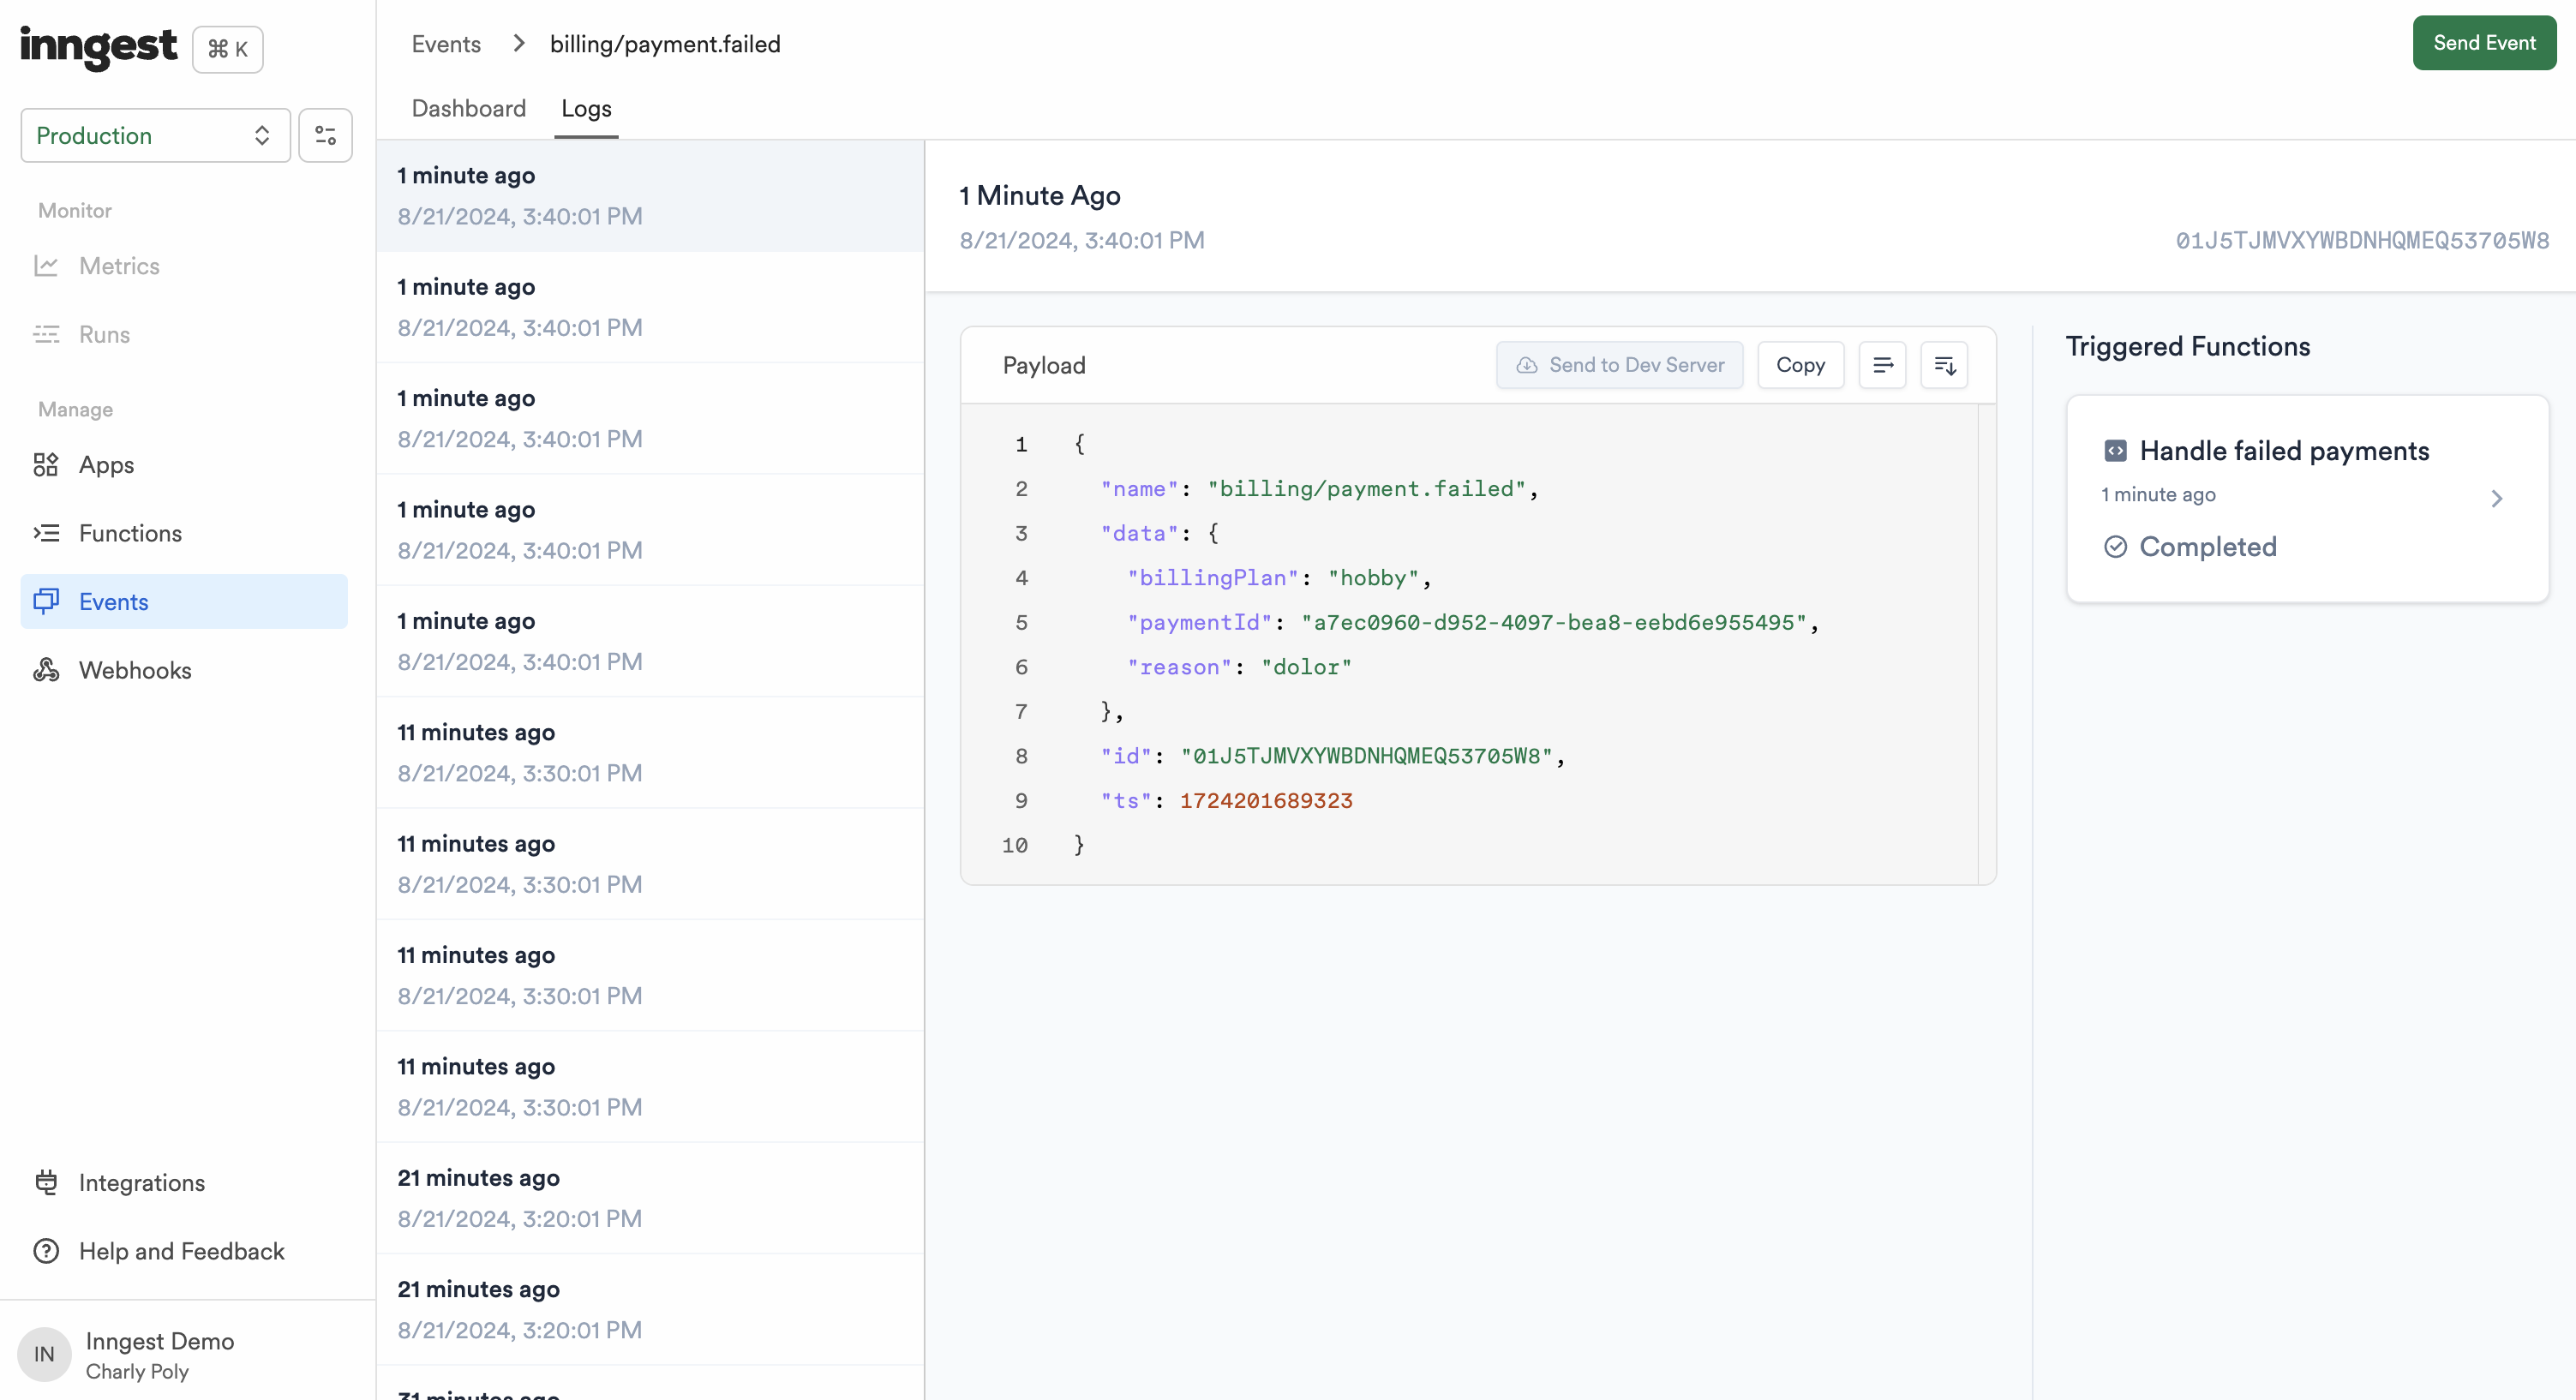 inngest
⌘ K
Production
Monitor
Metrics
Runs
Manage
Apps
Functions
Events
Webhooks
Integrations
Help and Feedback
IN
Inngest Demo
Charly Poly
Events > billing/payment.failed
Send Event
Dashboard
Logs
1 minute ago
8/21/2024, 3:40:01 PM
1 minute ago
8/21/2024, 3:40:01 PM
1 minute ago
8/21/2024, 3:40:01 PM
1 minute ago
8/21/2024, 3:40:01 PM
1 minute ago
8/21/2024, 3:40:01 PM
11 minutes ago
8/21/2024, 3:30:01 PM
11 minutes ago
8/21/2024, 3:30:01 PM
11 minutes ago
8/21/2024, 3:30:01 PM
11 minutes ago
8/21/2024, 3:30:01 PM
21 minutes ago
8/21/2024, 3:20:01 PM
21 minutes ago
8/21/2024, 3:20:01 PM
31 minutes ago
1 Minute Ago
8/21/2024, 3:40:01 PM
01J5TJMVXYWBDNHQMEQ53705W8
Payload
Send to Dev Server
Copy
1 {
2 "name": "billing/payment.failed",
3 "data": {
4 "billingPlan": "hobby",
5 "paymentId": "a7ec0960-d952-4097-bea8-eebd6e955495",
6 "reason": "dolor"
7 },
8 "id": "01J5TJMVXYWBDNHQMEQ53705W8",
9 "ts": 1724201689323
10 }
Triggered Functions
Handle failed payments
1 minute ago
Completed